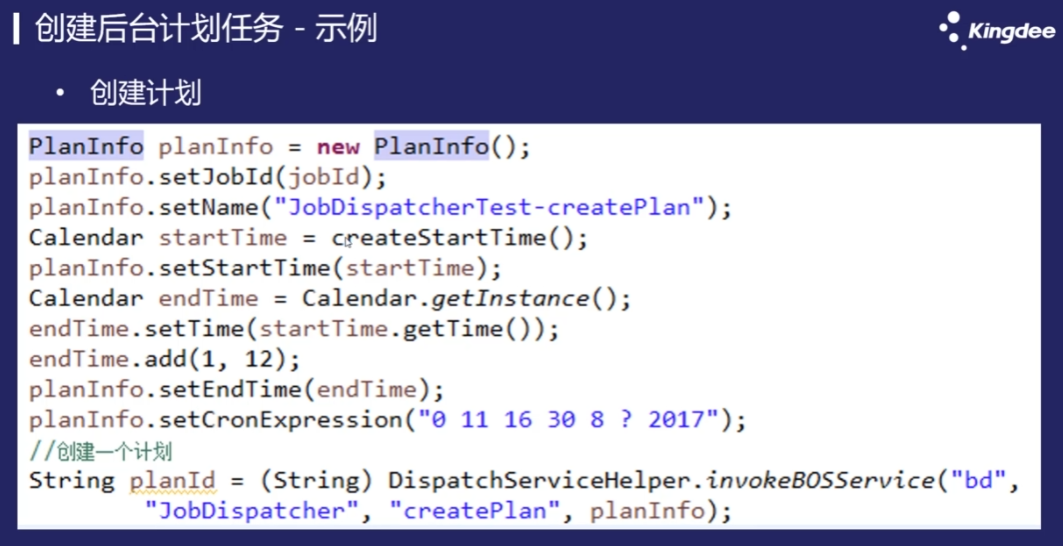 创建后台计划任务 - 示例
Kingdee
• 创建计划
PlanInfo planInfo = new PlanInfo();
planInfo.setJobId(jobId);
planInfo.setName("JobDispatcherTest-createPlan");
Calendar startTime = createStartTime();
planInfo.setStartTime(startTime);
Calendar endTime = Calendar.getInstance();
endTime.setTime(startTime.getTime());
endTime.add(1, 12);
planInfo.setEndTime(endTime);
planInfo.setCronExpression("0 11 16 30 8 ? 2017");
//创建一个计划
String planId = (String) DispatchServiceHelper.invokeBOSService("bd",
"JobDispatcher", "createPlan", planInfo);